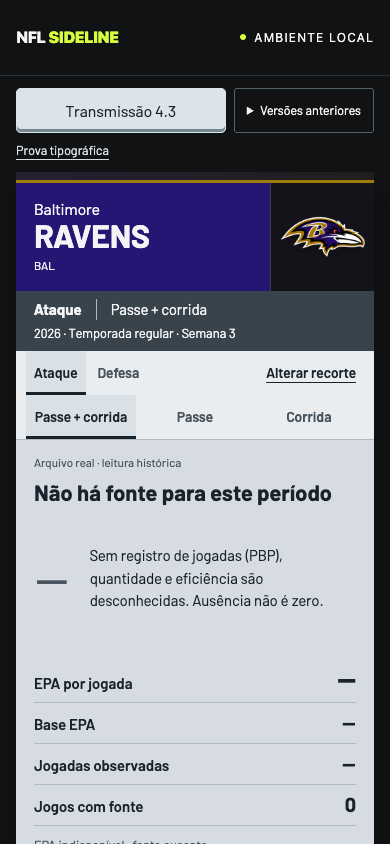 NFL SIDELINE
AMBIENTE LOCAL
Transmissão 4.3
▶ Versões anteriores
Prova tipográfica
Baltimore
RAVENS
BAL
Ataque | Passe + corrida
2026 · Temporada regular · Semana 3
Ataque Defesa Alterar recorte
Passe + corrida Passe Corrida
Arquivo real · leitura histórica
Não há fonte para este período
— Sem registro de jogadas (PBP),
quantidade e eficiência são
desconhecidas. Ausência não é zero.
EPA por jogada —
Base EPA —
Jogadas observadas —
Jogos com fonte 0